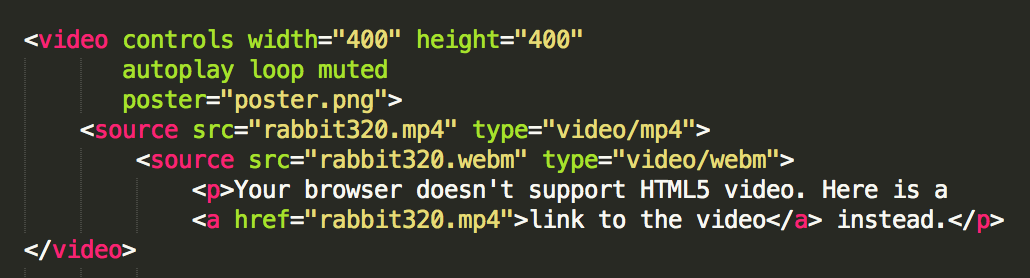 <video controls width="400" height="400"
autoplay loop muted
poster="poster.png">
<source src="rabbit320.mp4" type="video/mp4">
<source src="rabbit320.webm" type="video/webm">
<p>Your browser doesn't support HTML5 video. Here is a
<a href="rabbit320.mp4">link to the video</a> instead.</p>
</video>